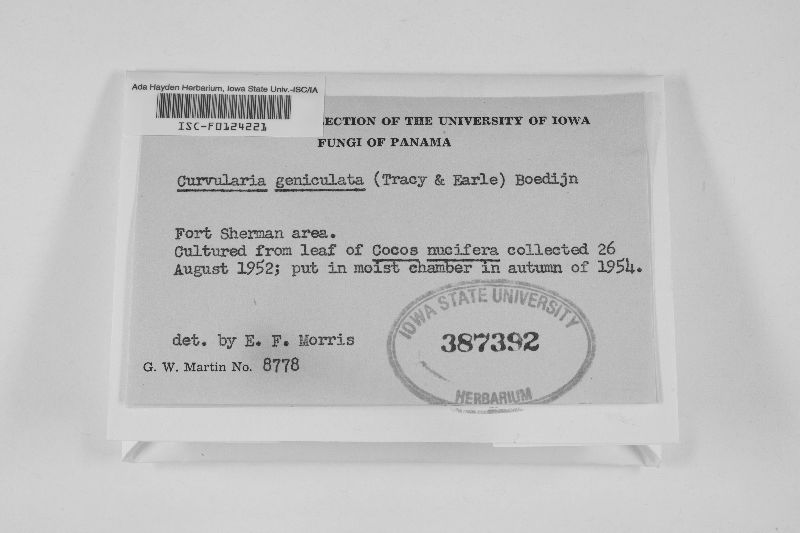 Ada Hayden Herbarium, Iowa State Univ.-ISC/IA
ISC-F0124221
LECTION OF THE UNIVERSITY OF IOWA
FUNGI OF PANAMA
Curvularia geniculata (Tracy & Earle) Boedijn
Fort Sherman area.
Cultured from leaf of Cocos nucifera collected 26
August 1952; put in moist chamber in autumn of 1954.
det. by E. F. Morris
G. W. Martin No. 8778
IOWA STATE UNIVERSITY
387392
HERBARIUM